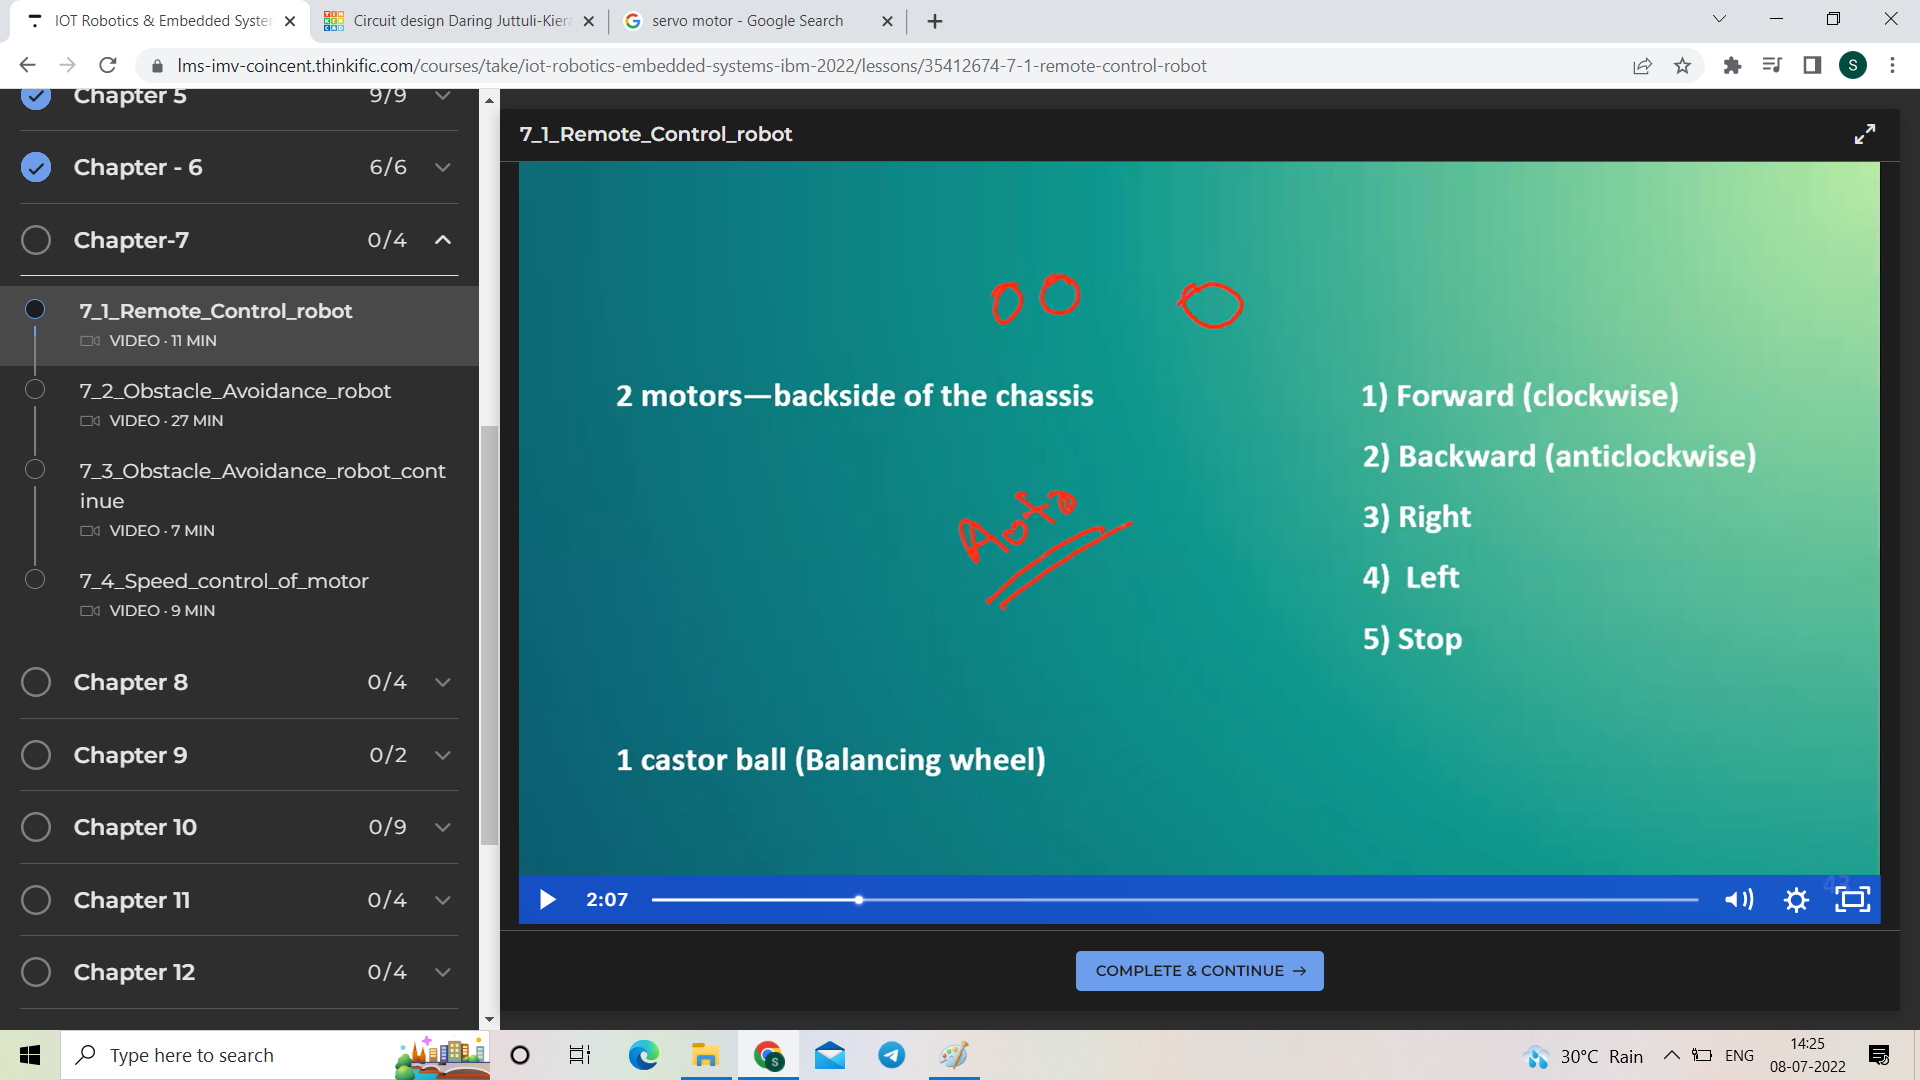 IOT Robotics & Embedded Syster
Circuit design Daring Juttuli-Kiera
servo motor - Google Search
lms-imv-coincent.thinkific.com/courses/take/iot-robotics-embedded-systems-ibm-2022/lessons/35412674-7-1-remote-control-robot
S
Chapter 5 9/9
Chapter - 6 6/6
Chapter-7 0/4
7_1_Remote_Control_robot
VIDEO · 11 MIN
7_2_Obstacle_Avoidance_robot
VIDEO · 27 MIN
7_3_Obstacle_Avoidance_robot_cont
inue
VIDEO · 7 MIN
7_4_Speed_control_of_motor
VIDEO · 9 MIN
Chapter 8 0/4
Chapter 9 0/2
Chapter 10 0/9
Chapter 11 0/4
Chapter 12 0/4
7_1_Remote_Control_robot
2 motors—backside of the chassis
Auto
1 castor ball (Balancing wheel)
1) Forward (clockwise)
2) Backward (anticlockwise)
3) Right
4) Left
5) Stop
2:07
COMPLETE & CONTINUE →
Type here to search
30°C Rain
ENG
14:25
08-07-2022